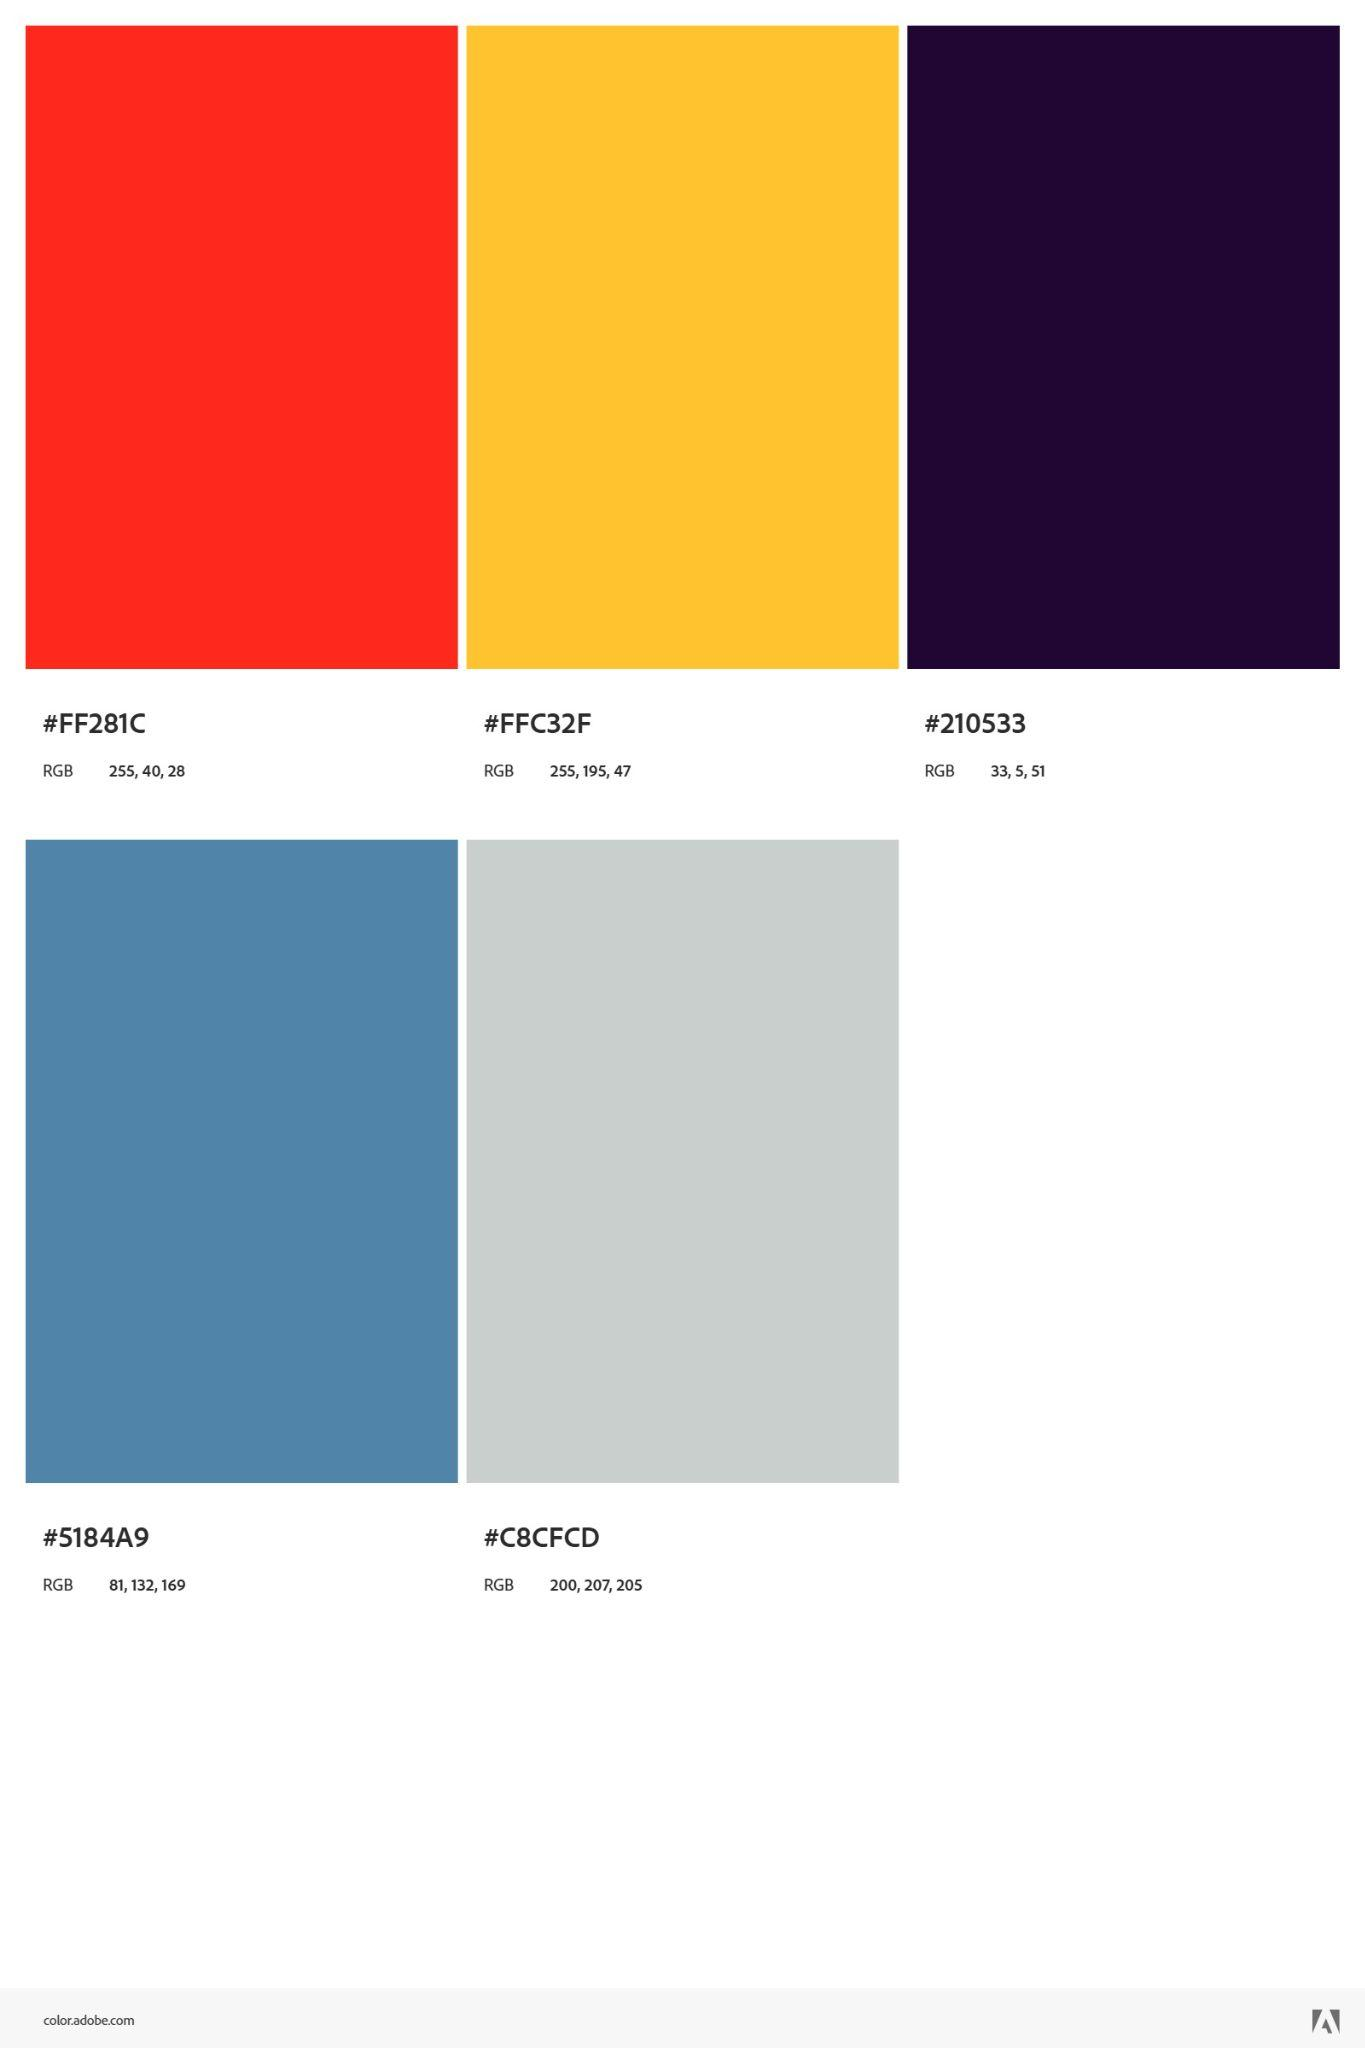 #FF281C
RGB 255, 40, 28
#FFC32F
RGB 255, 195, 47
#210533
RGB 33, 5, 51
#5184A9
RGB 81, 132, 169
#C8CFCD
RGB 200, 207, 205
color.adobe.com